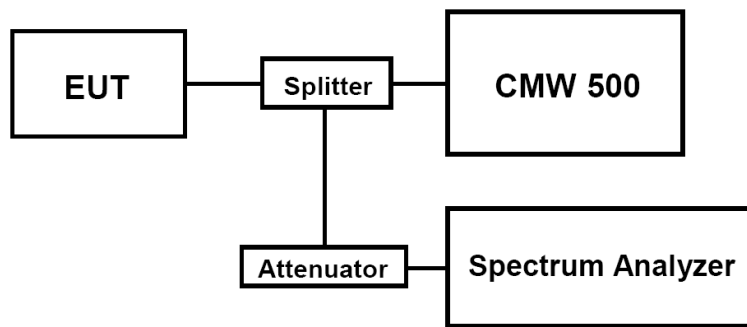 EUT
Splitter
CMW 500
Attenuator
Spectrum Analyzer